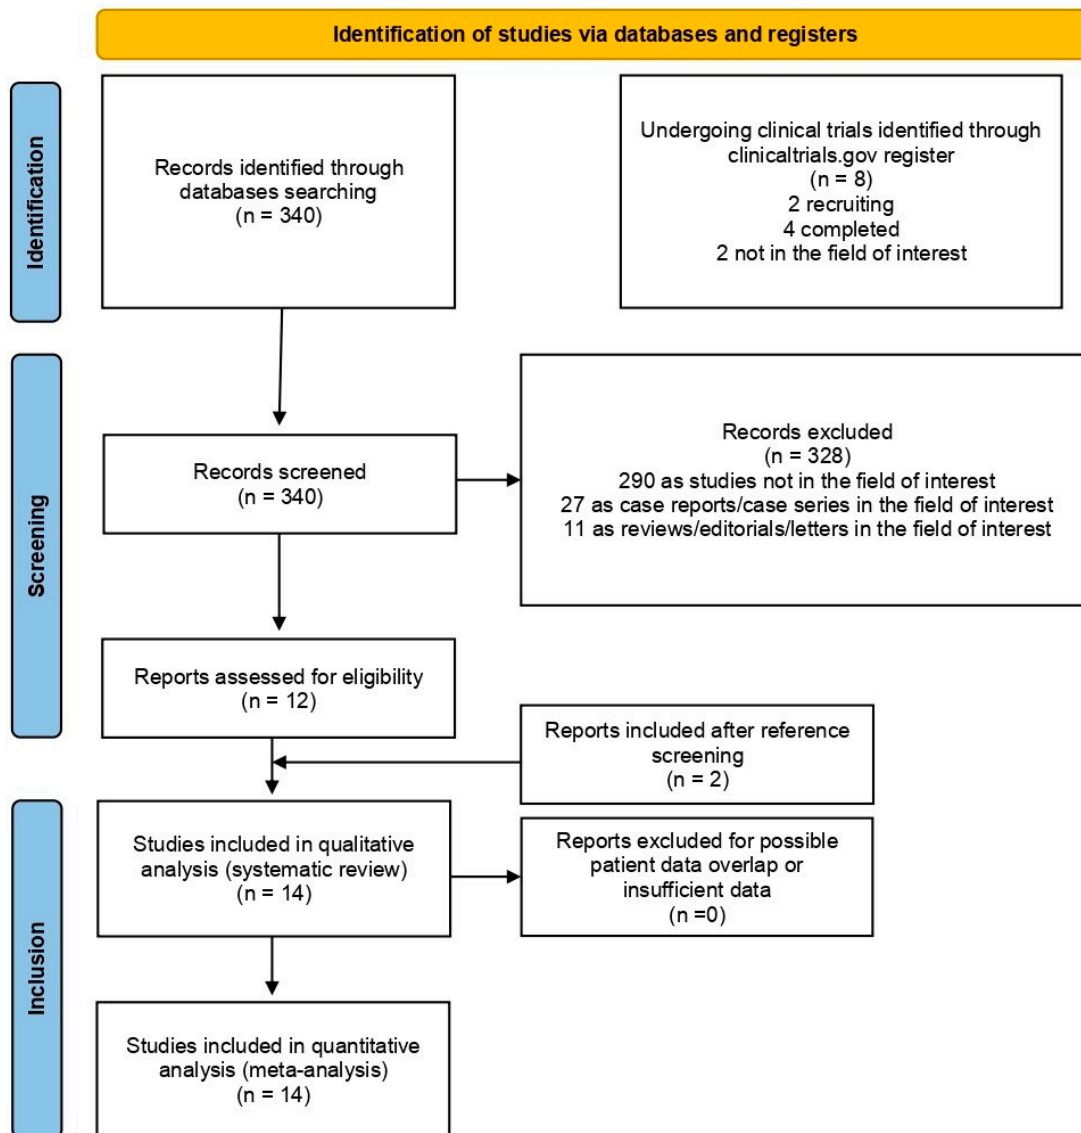 Identification of studies via databases and registers
Identification
Records identified through
databases searching
(n = 340)
Undergoing clinical trials identified through
clinicaltrials.gov register
(n = 8)
2 recruiting
4 completed
2 not in the field of interest
Screening
Records screened
(n = 340)
Records excluded
(n = 328)
290 as studies not in the field of interest
27 as case reports/case series in the field of interest
11 as reviews/editorials/letters in the field of interest
Reports assessed for eligibility
(n = 12)
Reports included after reference
screening
(n = 2)
Inclusion
Studies included in qualitative
analysis (systematic review)
(n = 14)
Reports excluded for possible
patient data overlap or
insufficient data
(n =0)
Studies included in quantitative
analysis (meta-analysis)
(n = 14)